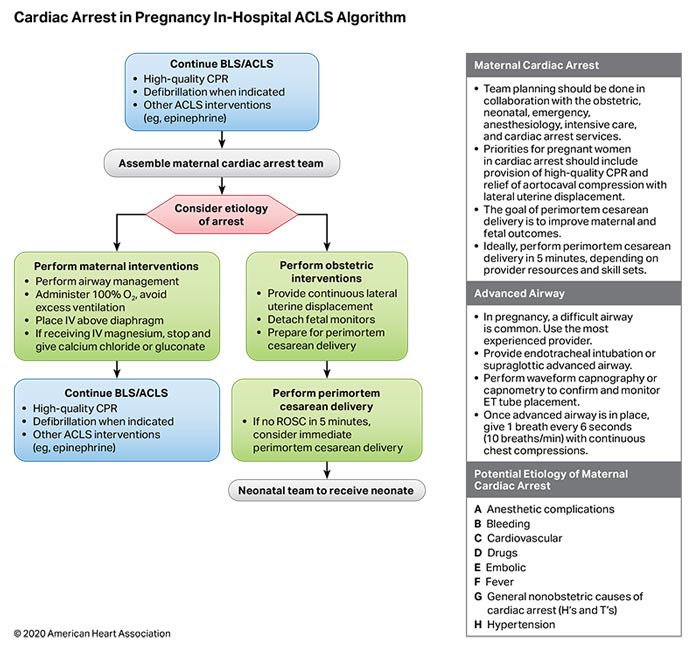 Cardiac Arrest in Pregnancy In-Hospital ACLS Algorithm
Continue BLS/ACLS
• High-quality CPR
• Defibrillation when indicated
• Other ACLS interventions
(eg, epinephrine)
Assemble maternal cardiac arrest team
Consider etiology
of arrest
Perform maternal interventions
• Perform airway management
• Administer 100% O₂, avoid
excess ventilation
• Place IV above diaphragm
• If receiving IV magnesium, stop and
give calcium chloride or gluconate
Continue BLS/ACLS
• High-quality CPR
• Defibrillation when indicated
• Other ACLS interventions
(eg, epinephrine)
Perform obstetric
interventions
• Provide continuous lateral
uterine displacement
• Detach fetal monitors
• Prepare for perimortem
cesarean delivery
Perform perimortem
cesarean delivery
• If no ROSC in 5 minutes,
consider immediate
perimortem cesarean delivery
Neonatal team to receive neonate
Maternal Cardiac Arrest
• Team planning should be done in
collaboration with the obstetric,
neonatal, emergency,
anesthesiology, intensive care,
and cardiac arrest services.
• Priorities for pregnant women
in cardiac arrest should include
provision of high-quality CPR and
relief of aortocaval compression with
lateral uterine displacement.
• The goal of perimortem cesarean
delivery is to improve maternal and
fetal outcomes.
• Ideally, perform perimortem cesarean
delivery in 5 minutes, depending on
provider resources and skill sets.
Advanced Airway
• In pregnancy, a difficult airway
is common. Use the most
experienced provider.
• Provide endotracheal intubation or
supraglottic advanced airway.
• Perform waveform capnography or
capnometry to confirm and monitor
ET tube placement.
• Once advanced airway is in place,
give 1 breath every 6 seconds
(10 breaths/min) with continuous
chest compressions.
Potential Etiology of Maternal
Cardiac Arrest
A Anesthetic complications
B Bleeding
C Cardiovascular
D Drugs
E Embolic
F Fever
G General nonobstetric causes of
cardiac arrest (H's and T's)
H Hypertension
© 2020 American Heart Association